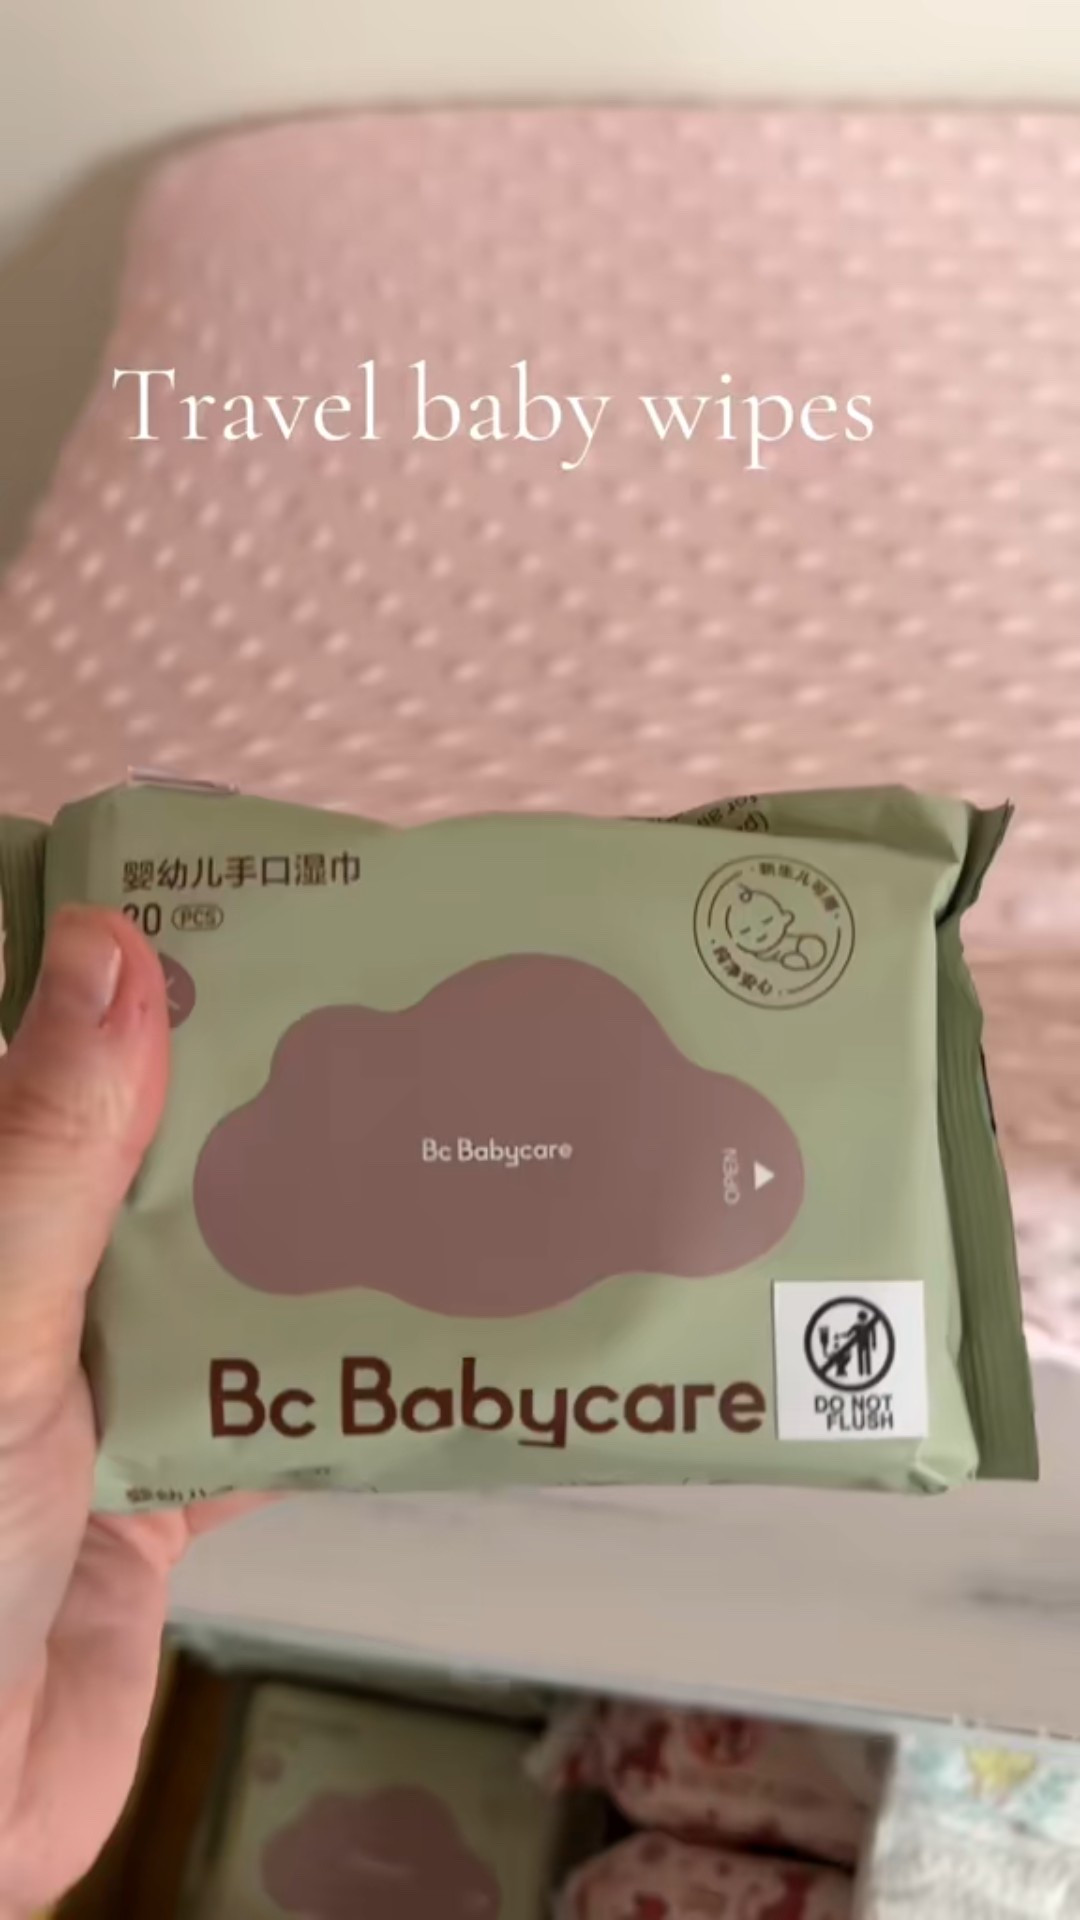 Travel baby wipes
婴幼儿手口湿巾
20 PCS
Bc Babycare
OPEN
Bc Babycare
DO NOT
FLUSH